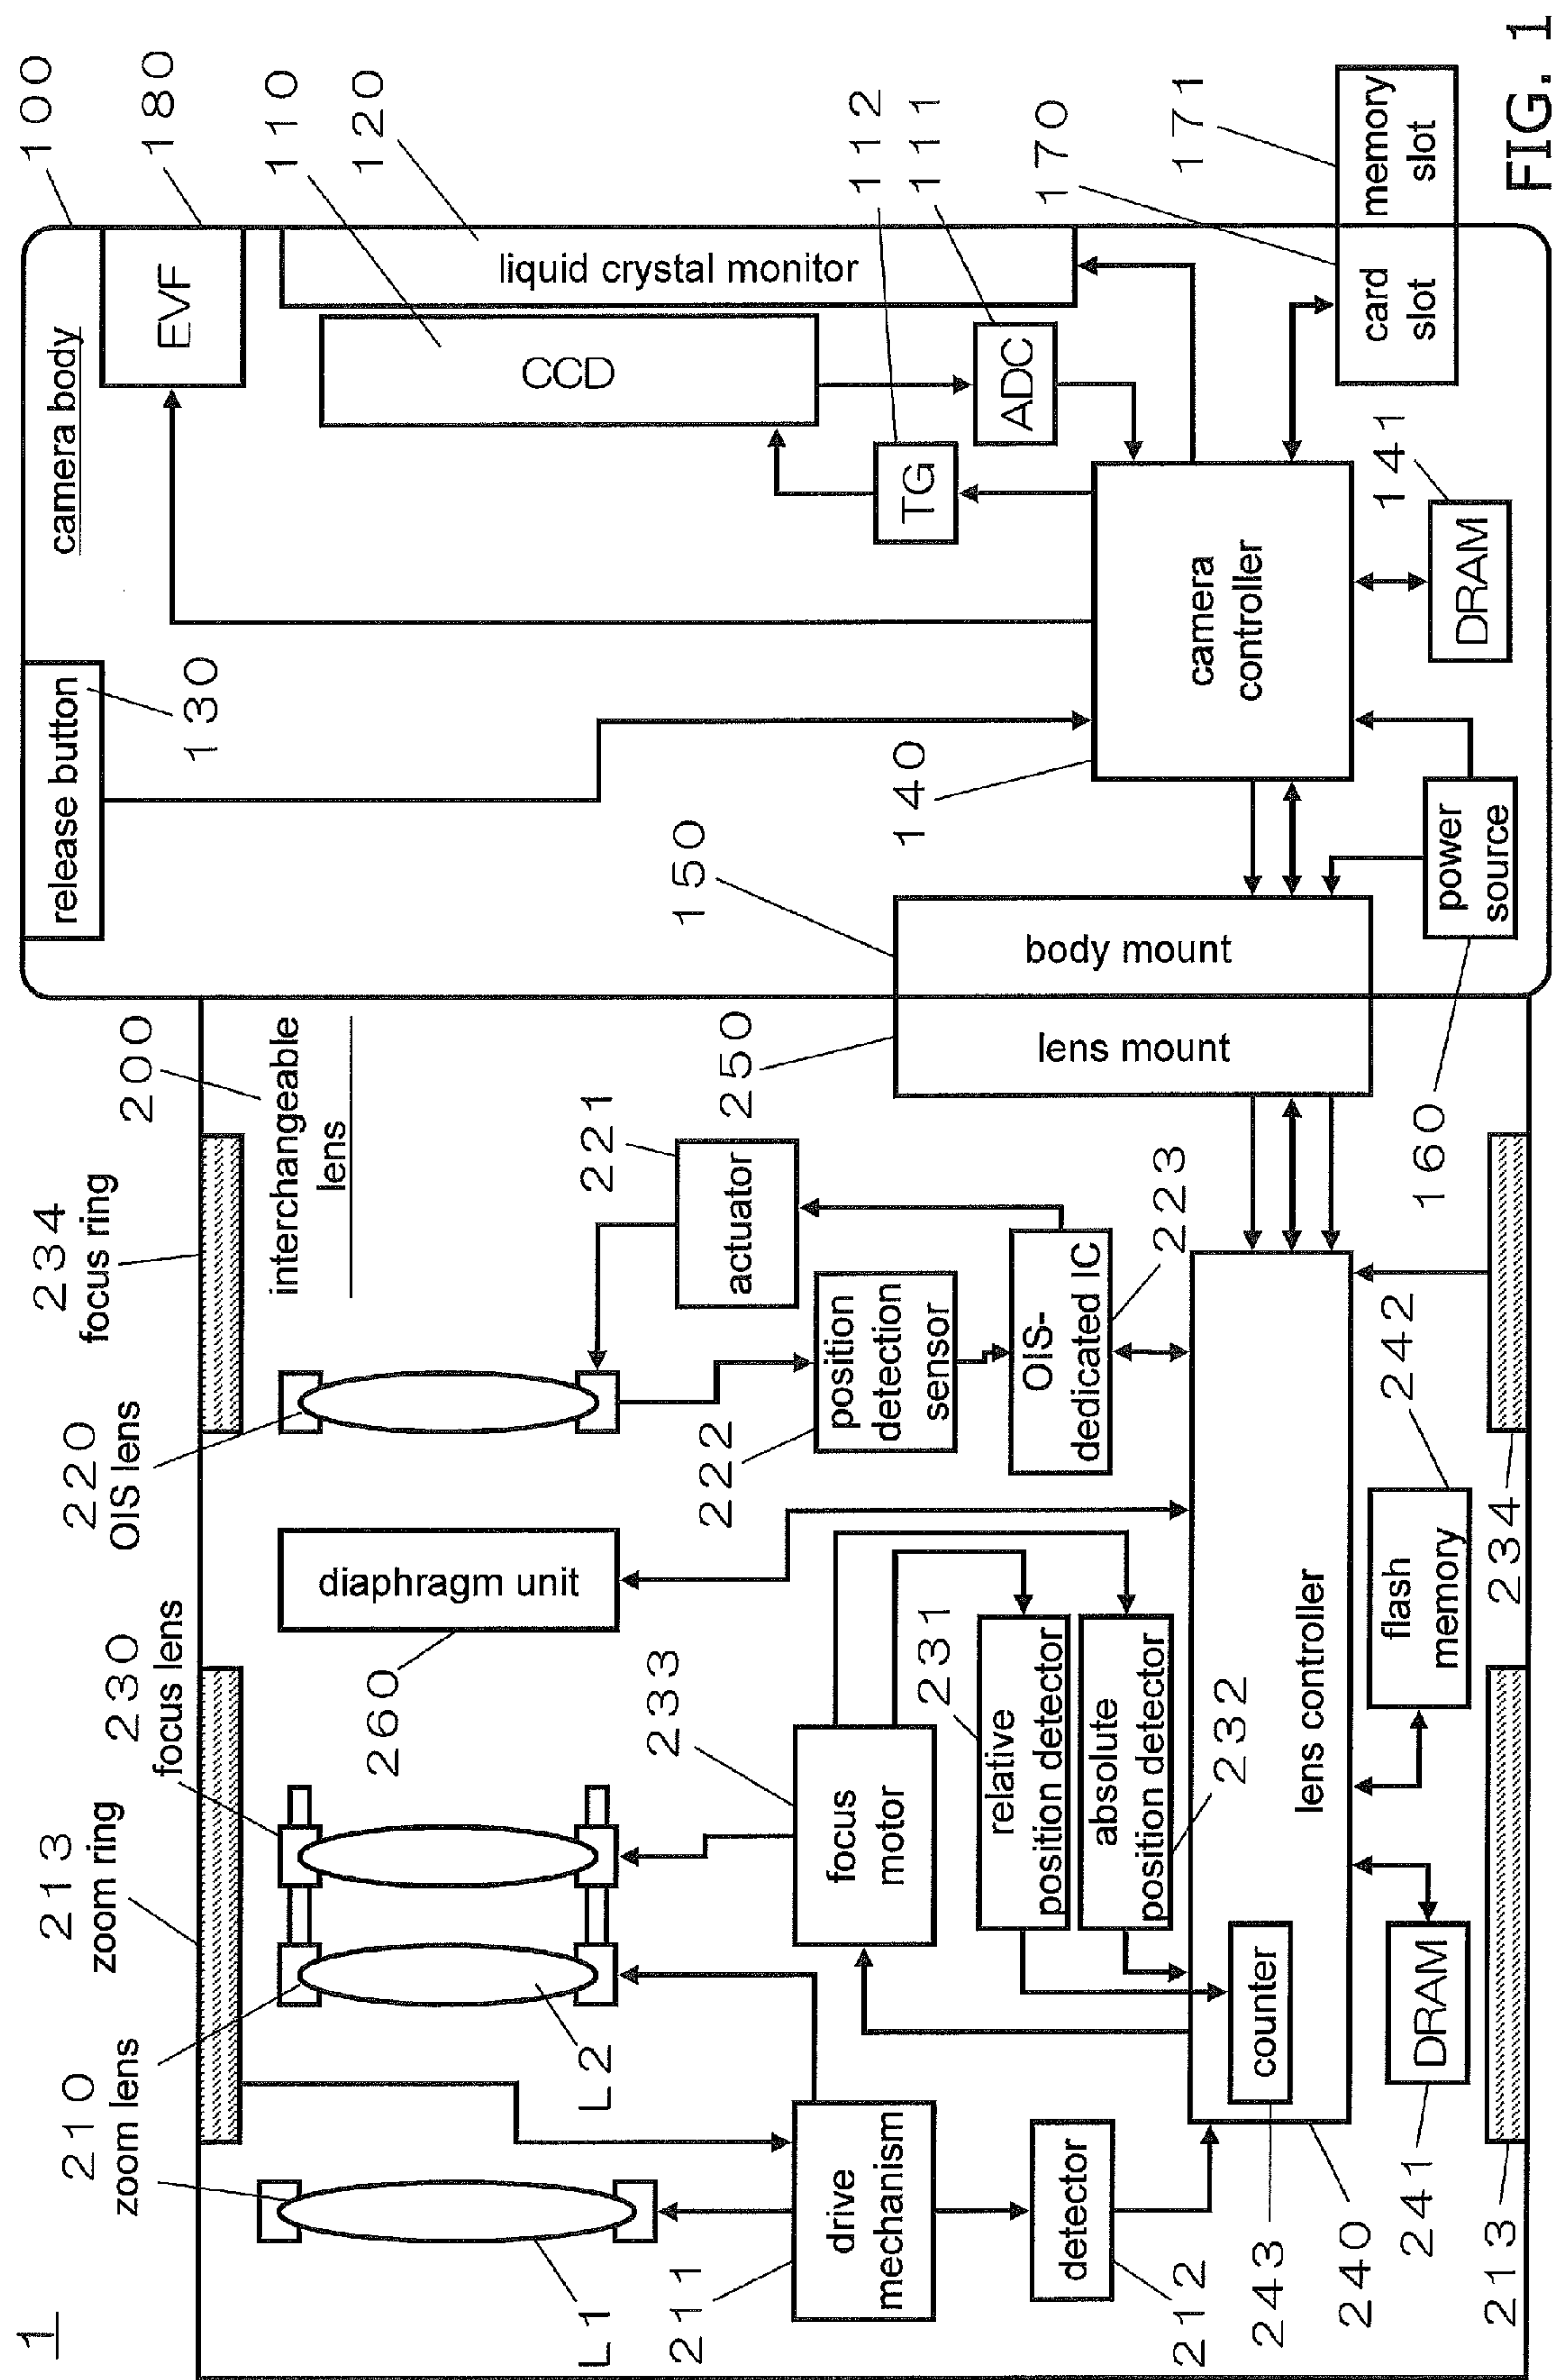 1
L1
211
drive
mechanism
212
detector
210
zoom lens
L2
213
zoom ring
230
focus lens
260
diaphragm unit
220
OIS lens
234
focus ring
200
interchangeable
lens
233
focus
motor
231
relative
position detector
absolute
position detector
232
222
position
detection
sensor
221
actuator
OIS-
dedicated IC
223
243
counter
240
lens controller
241
DRAM
213
flash
memory
242
234
250
lens mount
150
body mount
160
power
source
release button
130
camera body
100
EVF
180
110
CCD
120
liquid crystal monitor
112
TG
111
ADC
140
camera
controller
141
DRAM
170
card
slot
171
memory
slot
FIG. 1